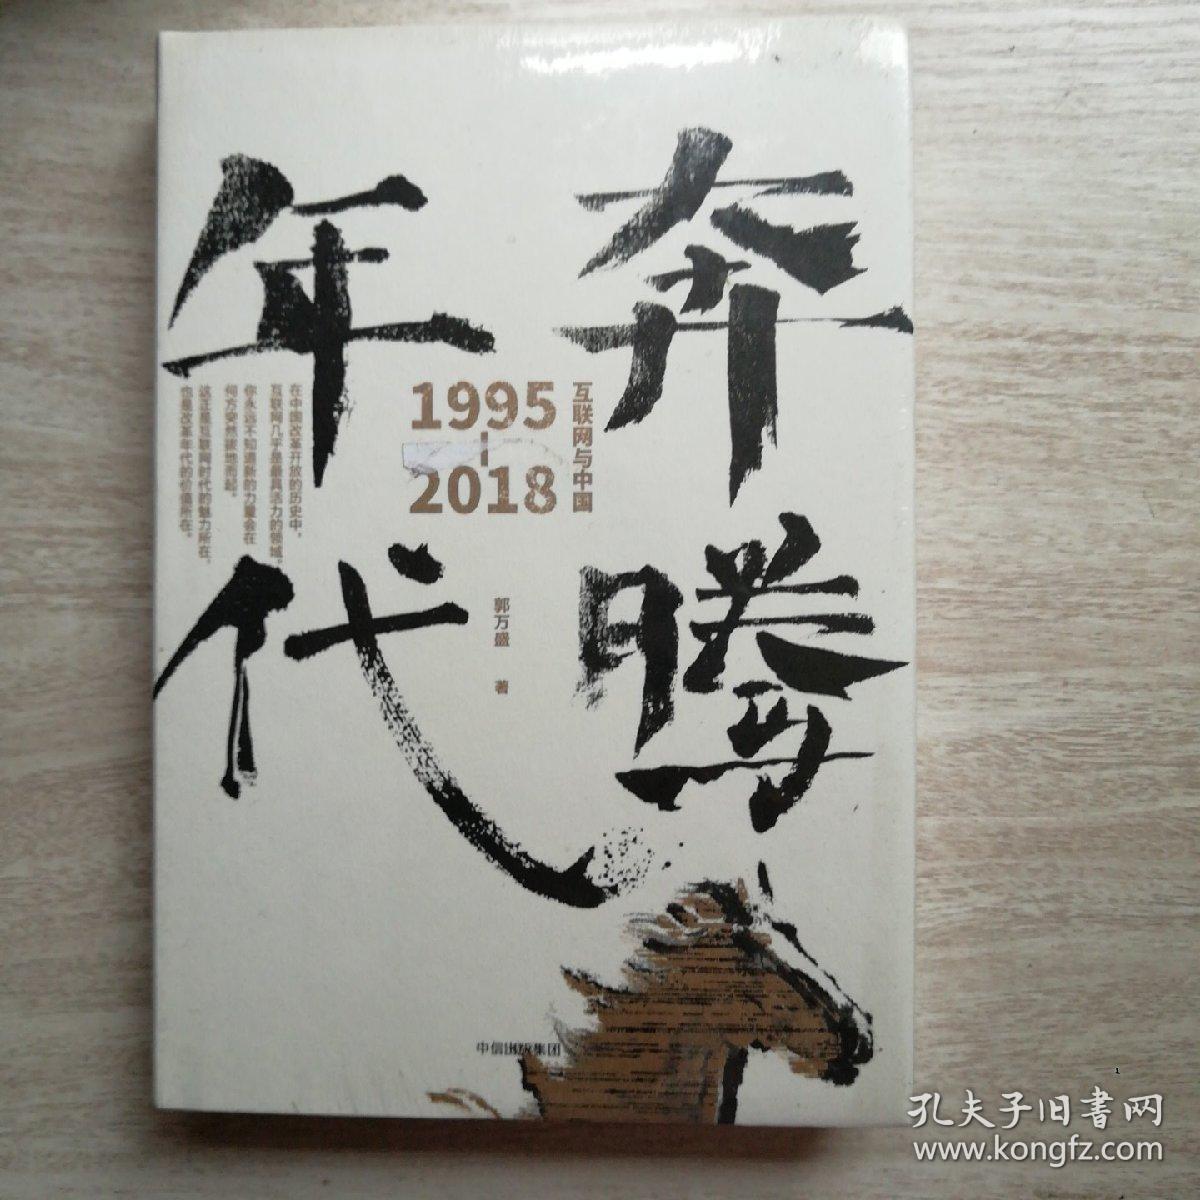 奔腾
年代
互联网与中国
1995
2018
郭万盛 著
在中国改革开放的历史中，
互联网几乎是最具活力的领域。
你永远不知道新的力量会在
何方突然拔地而起。
这正是互联网时代的魅力所在，
也是改革年代的价值所在。
中信出版集团
1
孔夫子旧書网
www.kongfz.com